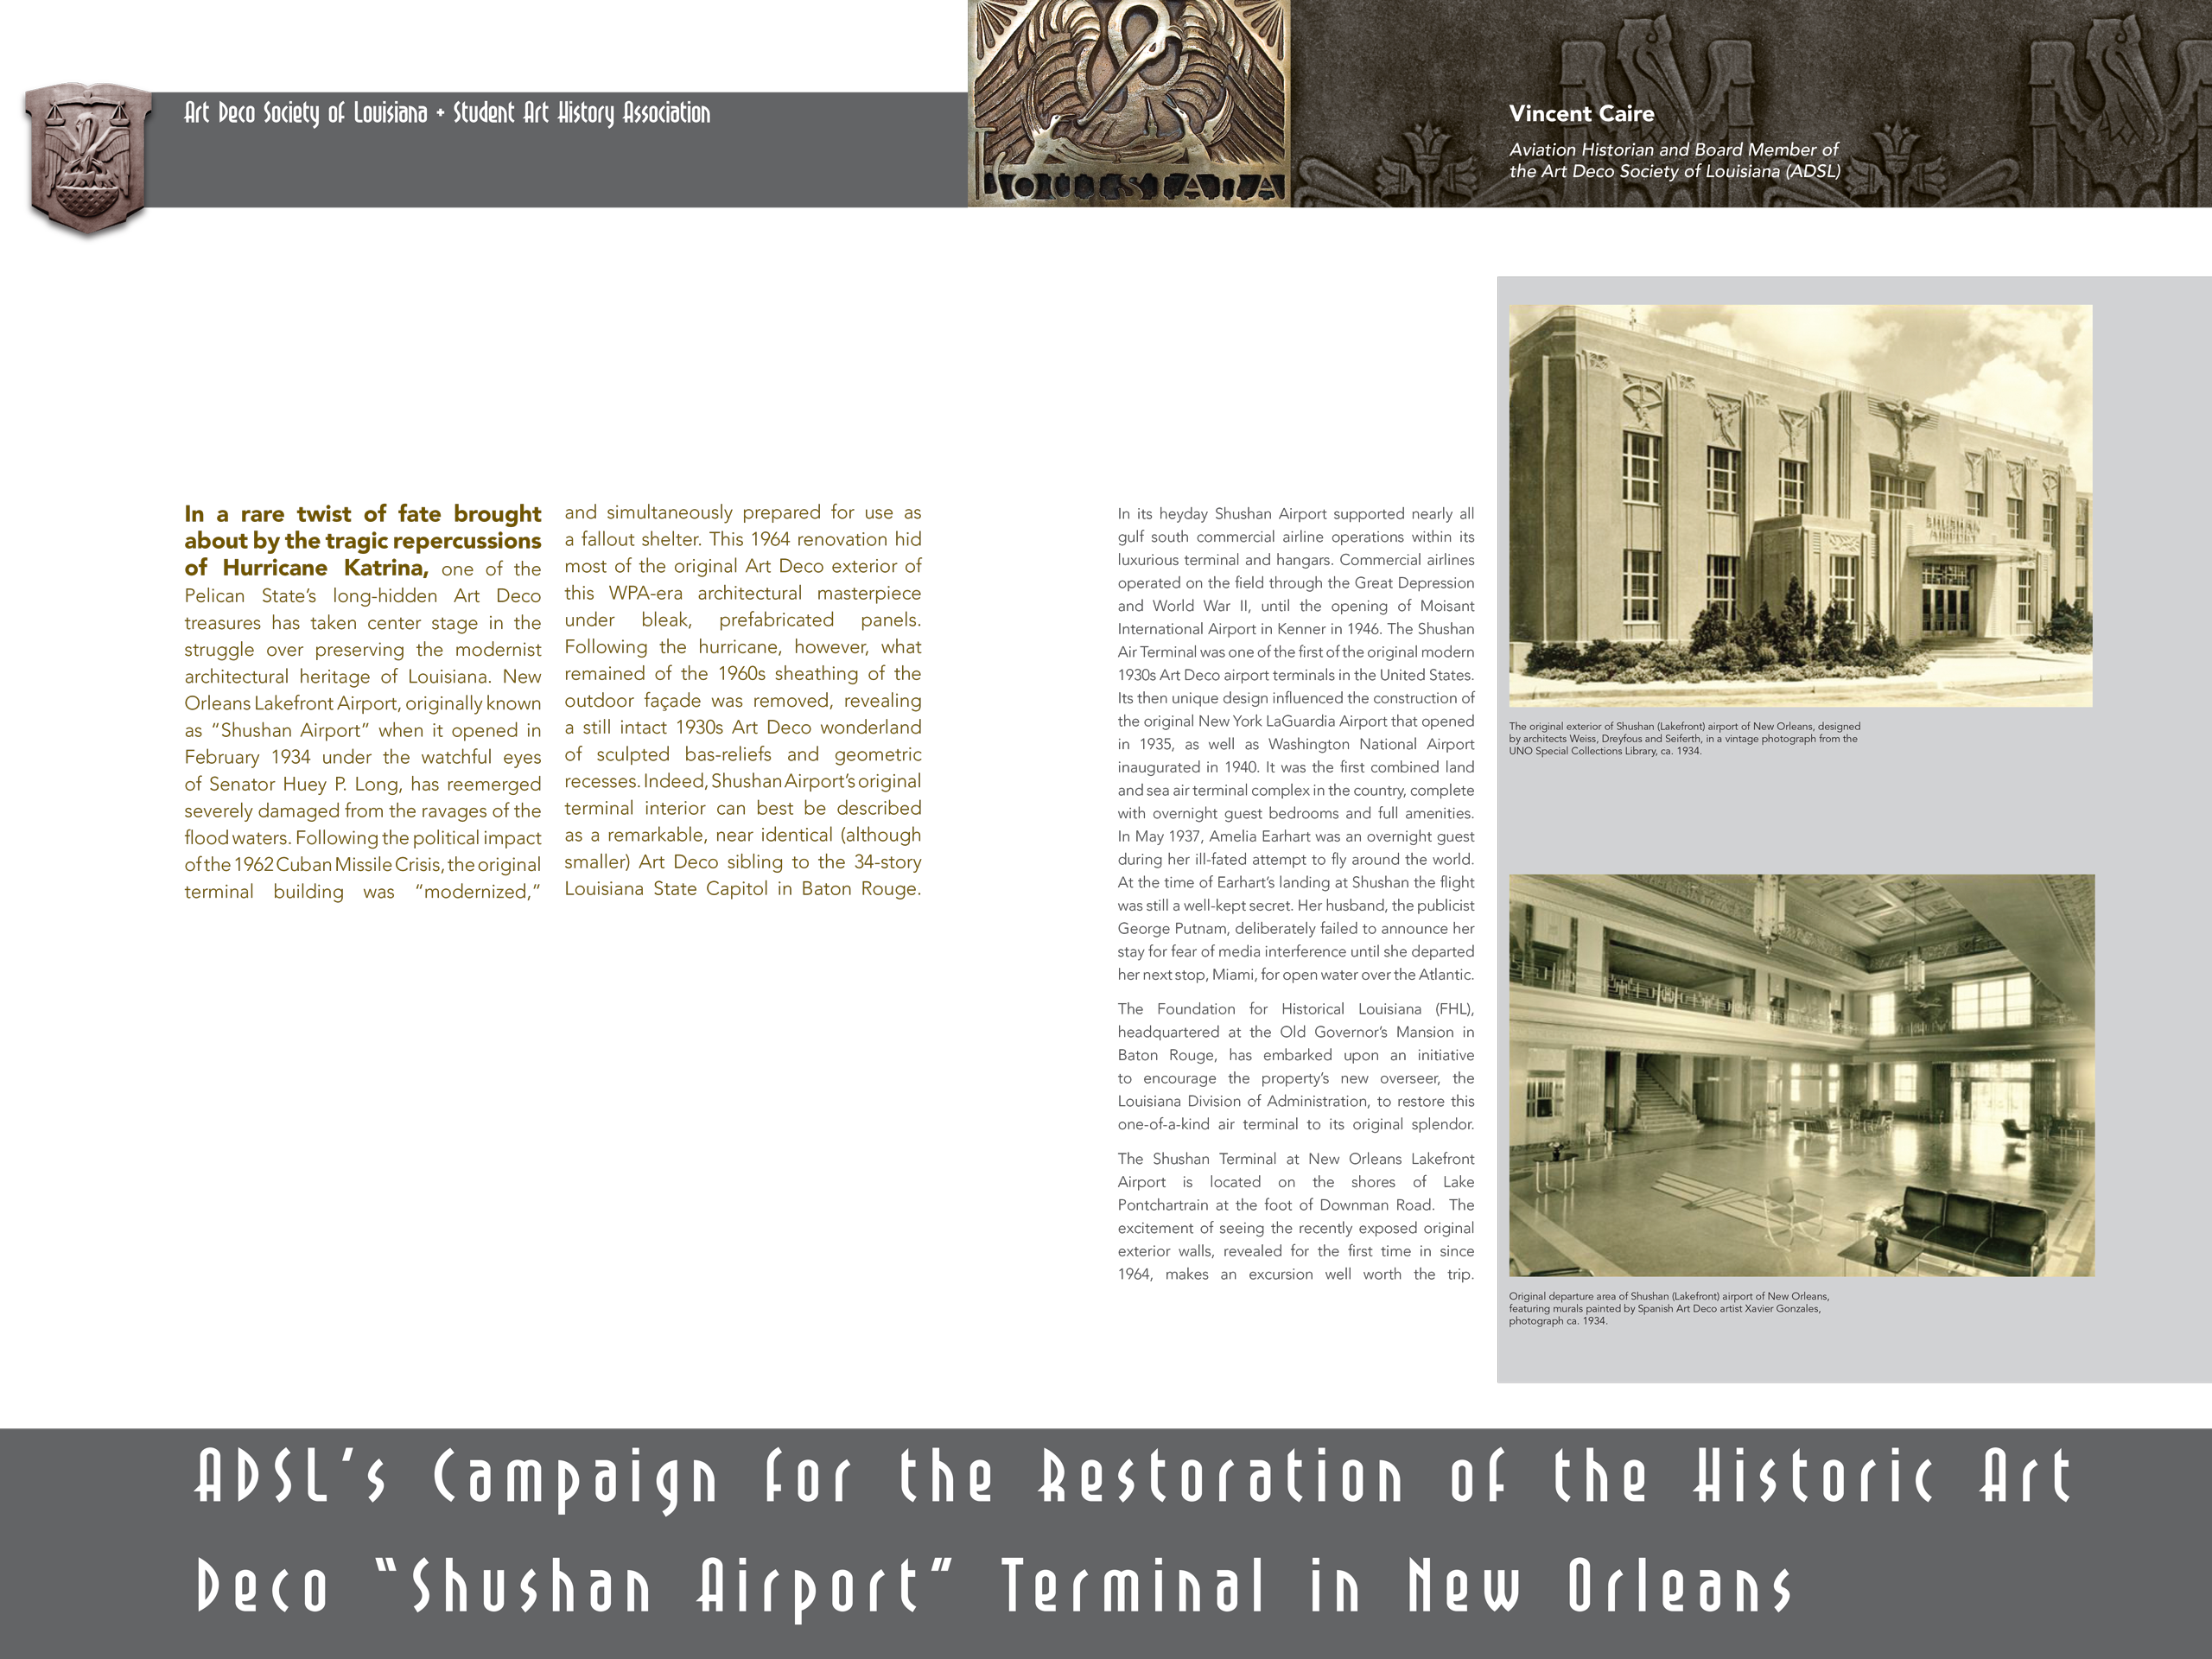 Art Deco Society of Louisiana + Student Art History Association
LOUISIANA
Vincent Caire
Aviation Historian and Board Member of
the Art Deco Society of Louisiana (ADSL)
In a rare twist of fate brought
about by the tragic repercussions
of Hurricane Katrina, one of the
Pelican State's long-hidden Art Deco
treasures has taken center stage in the
struggle over preserving the modernist
architectural heritage of Louisiana. New
Orleans Lakefront Airport, originally known
as "Shushan Airport" when it opened in
February 1934 under the watchful eyes
of Senator Huey P. Long, has reemerged
severely damaged from the ravages of the
flood waters. Following the political impact
of the 1962 Cuban Missile Crisis, the original
terminal building was "modernized,"
and simultaneously prepared for use as
a fallout shelter. This 1964 renovation hid
most of the original Art Deco exterior of
this WPA-era architectural masterpiece
under bleak, prefabricated panels.
Following the hurricane, however, what
remained of the 1960s sheathing of the
outdoor façade was removed, revealing
a still intact 1930s Art Deco wonderland
of sculpted bas-reliefs and geometric
recesses. Indeed, Shushan Airport's original
terminal interior can best be described
as a remarkable, near identical (although
smaller) Art Deco sibling to the 34-story
Louisiana State Capitol in Baton Rouge.
In its heyday Shushan Airport supported nearly all
gulf south commercial airline operations within its
luxurious terminal and hangars. Commercial airlines
operated on the field through the Great Depression
and World War II, until the opening of Moisant
International Airport in Kenner in 1946. The Shushan
Air Terminal was one of the first of the original modern
1930s Art Deco airport terminals in the United States.
Its then unique design influenced the construction of
the original New York LaGuardia Airport that opened
in 1935, as well as Washington National Airport
inaugurated in 1940. It was the first combined land
and sea air terminal complex in the country, complete
with overnight guest bedrooms and full amenities.
In May 1937, Amelia Earhart was an overnight guest
during her ill-fated attempt to fly around the world.
At the time of Earhart's landing at Shushan the flight
was still a well-kept secret. Her husband, the publicist
George Putnam, deliberately failed to announce her
stay for fear of media interference until she departed
her next stop, Miami, for open water over the Atlantic.
The Foundation for Historical Louisiana (FHL),
headquartered at the Old Governor's Mansion in
Baton Rouge, has embarked upon an initiative
to encourage the property's new overseer, the
Louisiana Division of Administration, to restore this
one-of-a-kind air terminal to its original splendor.
The Shushan Terminal at New Orleans Lakefront
Airport is located on the shores of Lake
Pontchartrain at the foot of Downman Road. The
excitement of seeing the recently exposed original
exterior walls, revealed for the first time in since
1964, makes an excursion well worth the trip.
SHUSHAN
AIRPORT
The original exterior of Shushan (Lakefront) airport of New Orleans, designed
by architects Weiss, Dreyfous and Seiferth, in a vintage photograph from the
UNO Special Collections Library, ca. 1934.
Original departure area of Shushan (Lakefront) airport of New Orleans,
featuring murals painted by Spanish Art Deco artist Xavier Gonzales,
photograph ca. 1934.
ADSL's Campaign for the Restoration of the Historic Art
Deco "Shushan Airport" Terminal in New Orleans